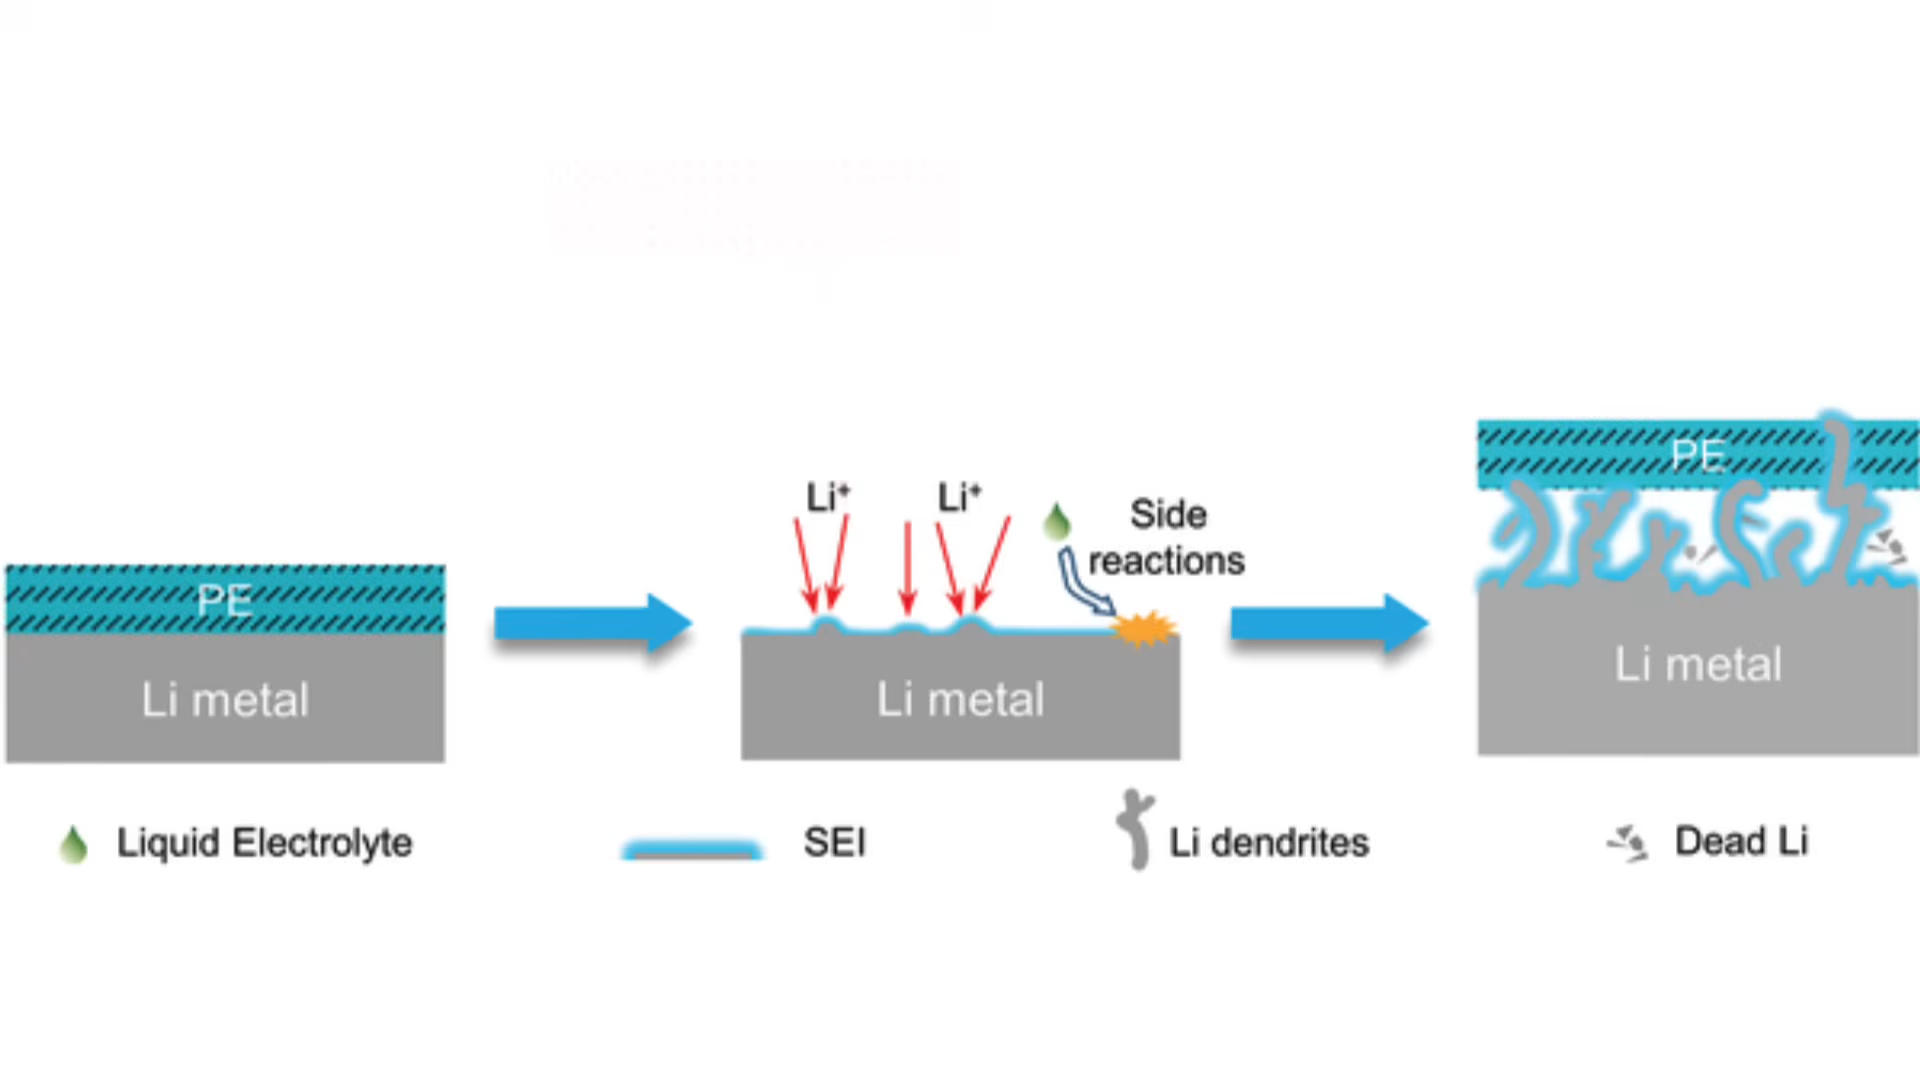 PE
Li metal
Li⁺
Li⁺
Side
reactions
Li metal
PE
Li metal
Liquid Electrolyte
SEI
Li dendrites
Dead Li